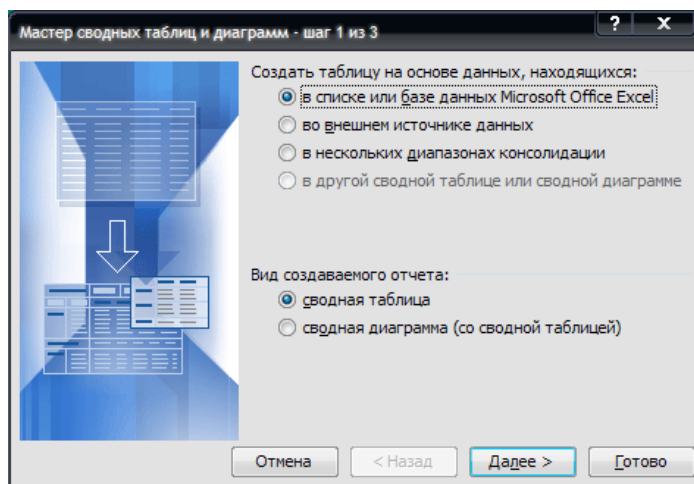 Мастер сводных таблиц и диаграмм - шаг 1 из 3
? X
Создать таблицу на основе данных, находящихся:
в списке или базе данных Microsoft Office Excel
во внешнем источнике данных
в нескольких диапазонах консолидации
в другой сводной таблице или сводной диаграмме
Вид создаваемого отчета:
сводная таблица
сводная диаграмма (со сводной таблицей)
Отмена < Назад Далее > Готово